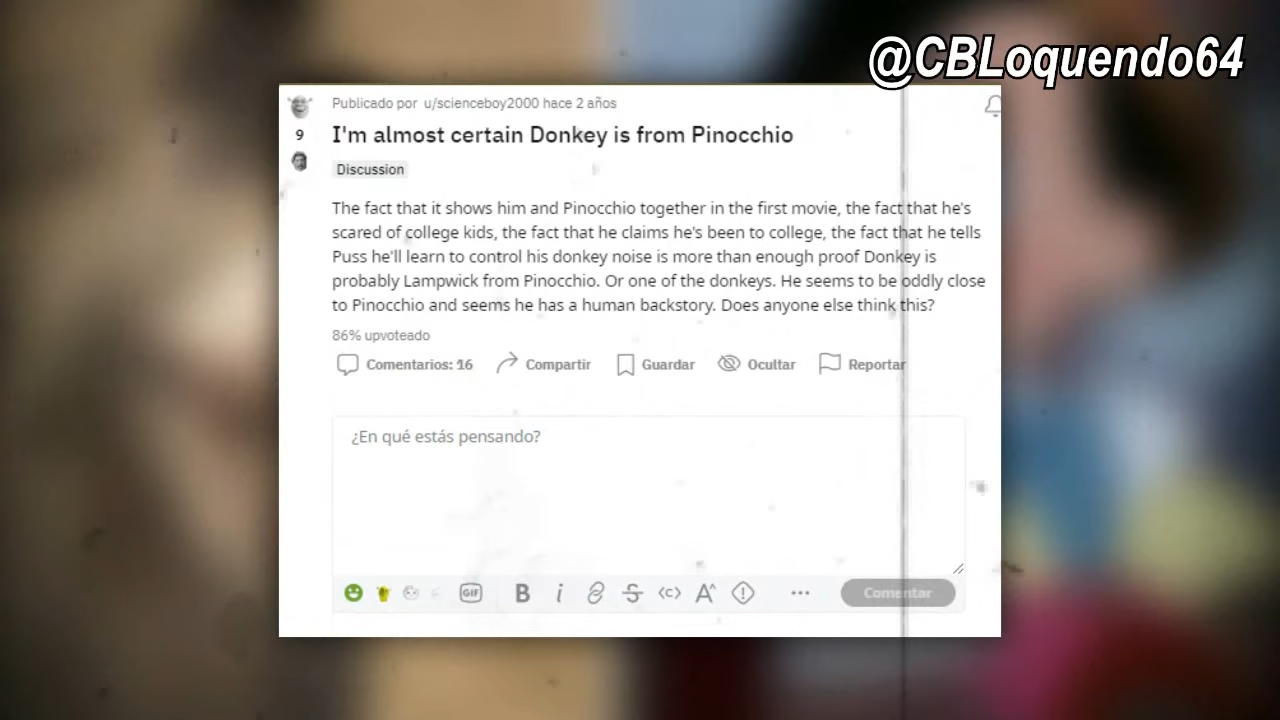 @CBLoquendo64
Publicado por u/scienceboy2000 hace 2 años
9
I'm almost certain Donkey is from Pinocchio
Discussion
The fact that it shows him and Pinocchio together in the first movie, the fact that he's
scared of college kids, the fact that he claims he's been to college, the fact that he tells
Puss he'll learn to control his donkey noise is more than enough proof Donkey is
probably Lampwick from Pinocchio. Or one of the donkeys. He seems to be oddly close
to Pinocchio and seems he has a human backstory. Does anyone else think this?
86% upvoteado
Comentarios: 16 Compartir Guardar Ocultar Reportar
¿En qué estás pensando?
GIF B i S <c> A ... Comentar